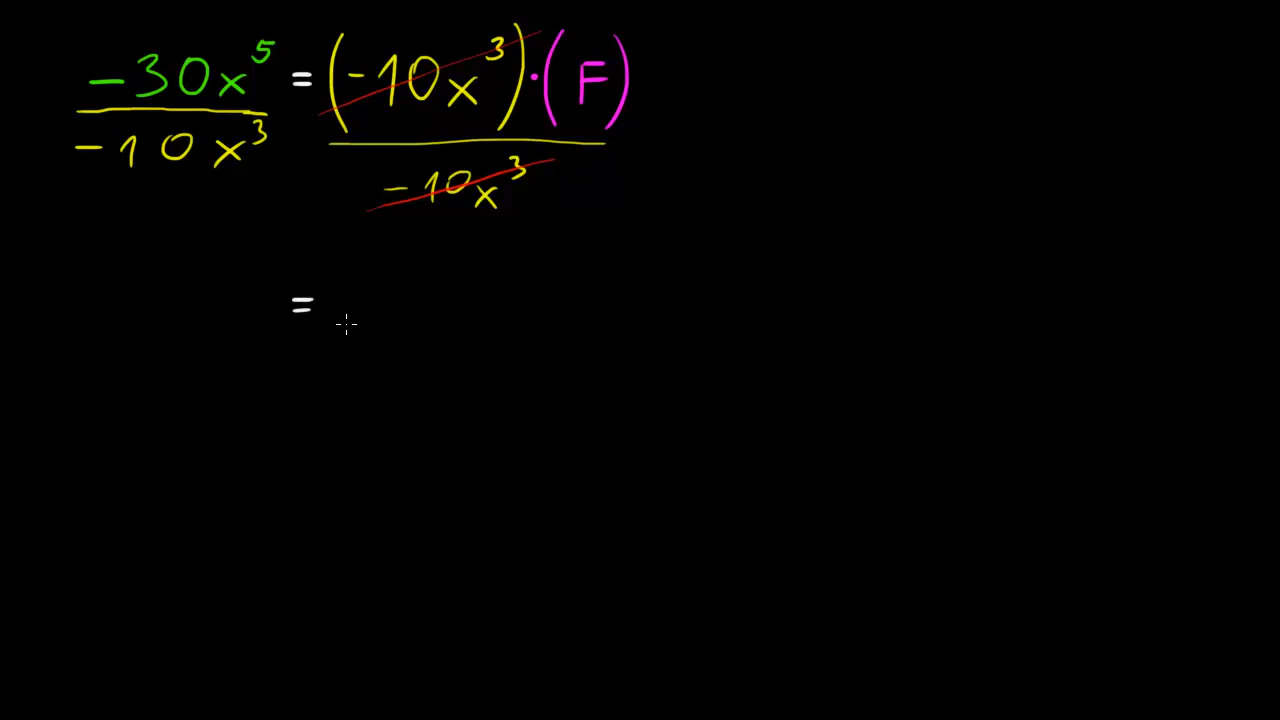 -30x⁵ = (-10x³)·(F)
-10x³ -10x³
=